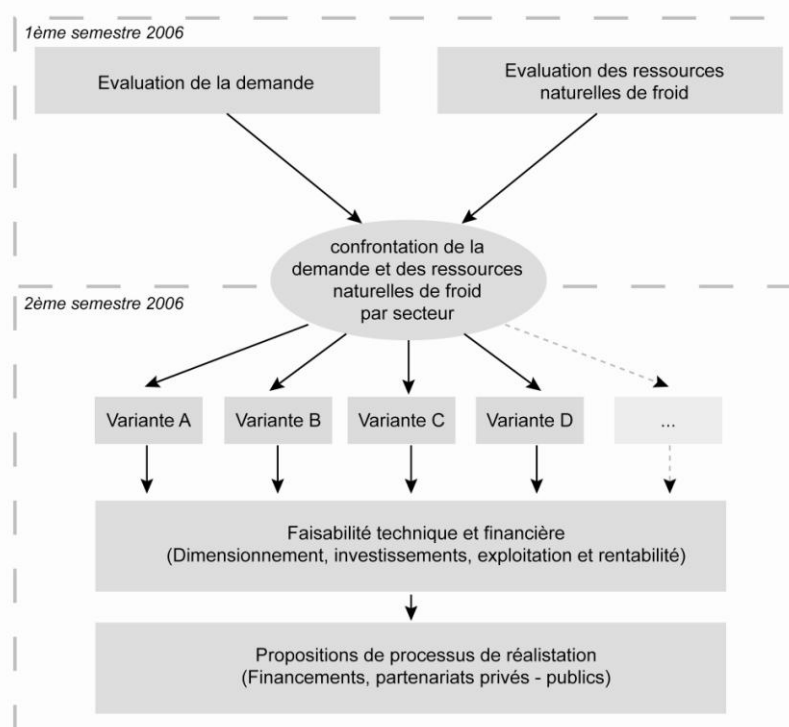 1ème semestre 2006
Evaluation de la demande
Evaluation des ressources
naturelles de froid
confrontation de la
demande et des ressources
naturelles de froid
par secteur
2ème semestre 2006
Variante A
Variante B
Variante C
Variante D
...
Faisabilité technique et financière
(Dimensionnement, investissements, exploitation et rentabilité)
Propositions de processus de réalistation
(Financements, partenariats privés - publics)